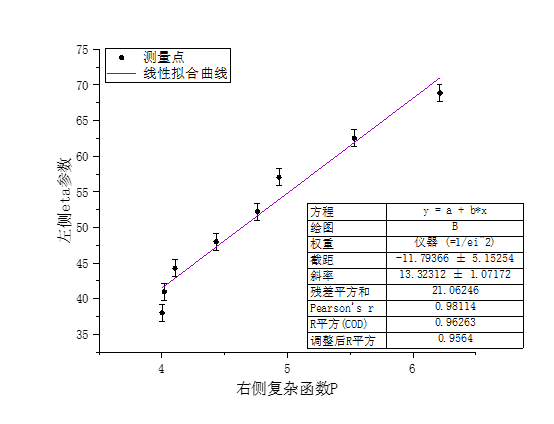 75
70
65
60
55
50
45
40
35
左侧eta参数
测量点
线性拟合曲线
方程 y = a + b*x
绘图 B
权重 仪器 (=1/ei^2)
截距 -11.79366 ± 5.15254
斜率 13.32312 ± 1.07172
残差平方和 21.06246
Pearson's r 0.98114
R平方(COD) 0.96263
调整后R平方 0.9564
4 5 6
右侧复杂函数P